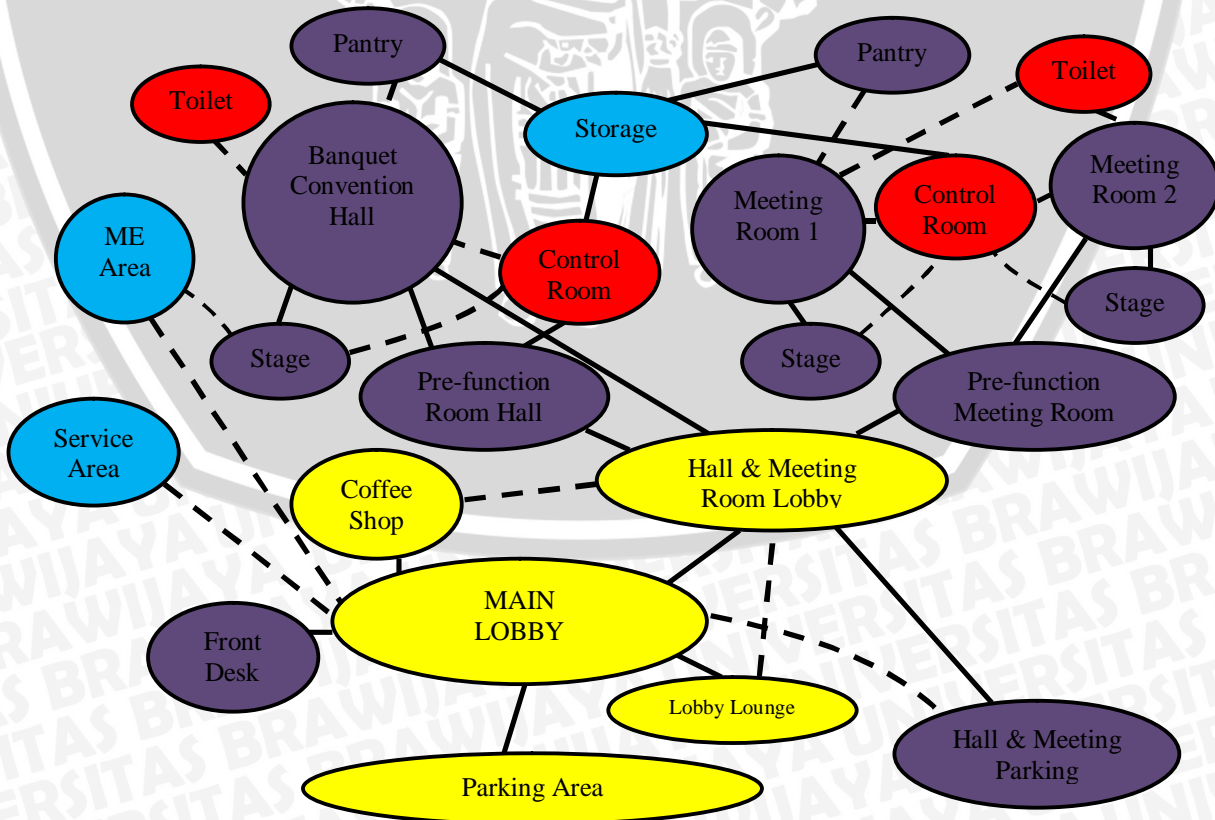 Pantry
Pantry
Toilet
Toilet
Storage
Banquet
Convention
Hall
Meeting
Room 1
Control
Room
Meeting
Room 2
ME
Area
Control
Room
Stage
Stage
Stage
Pre-function
Room Hall
Pre-function
Meeting Room
Service
Area
Coffee
Shop
Hall & Meeting
Room Lobby
MAIN
LOBBY
Front
Desk
Lobby Lounge
Hall & Meeting
Parking
Parking Area
UNIVERSITAS BRAWIJAYA